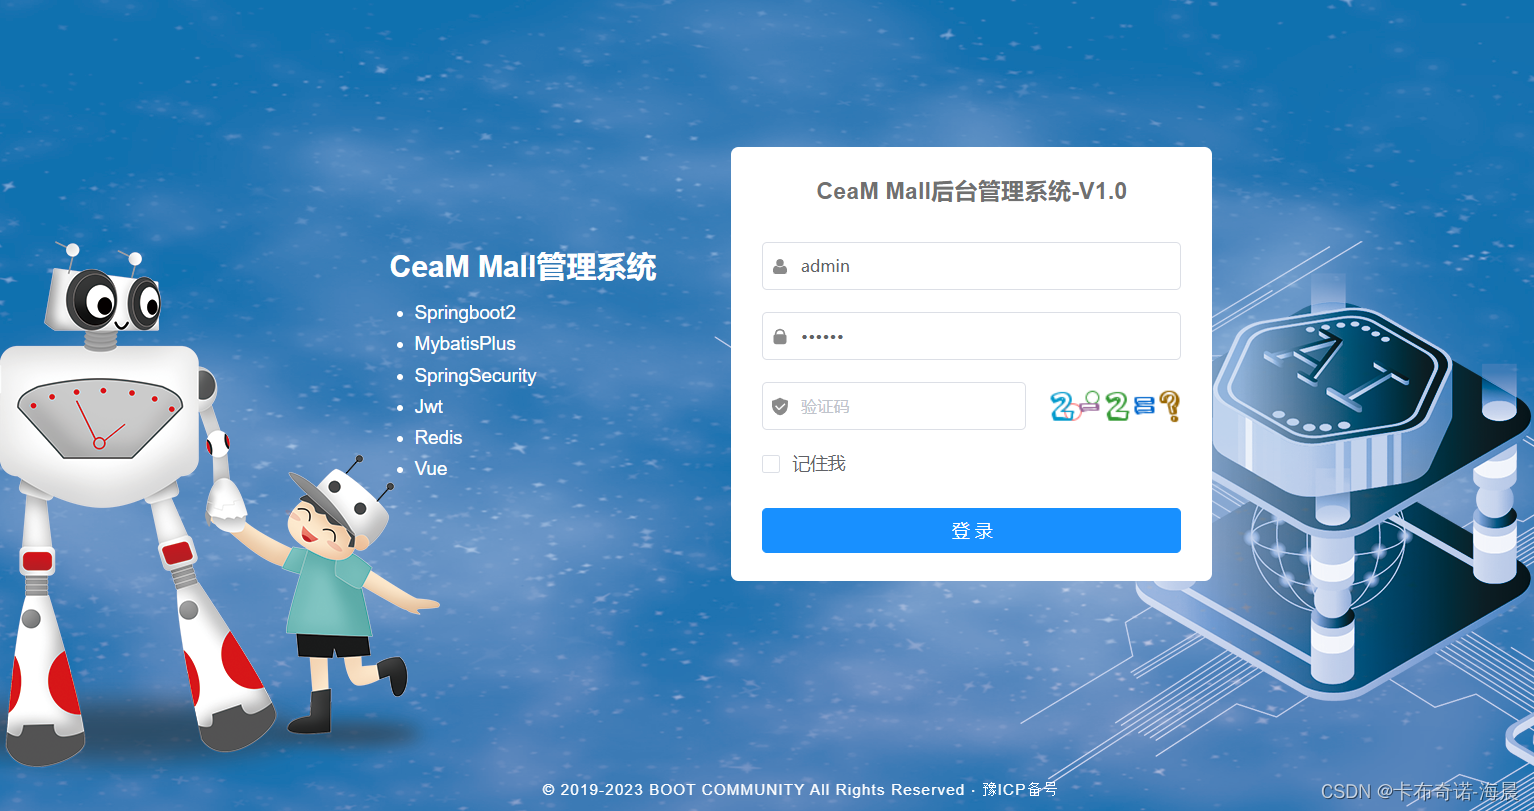 CeaM Mall管理系统
Springboot2
MybatisPlus
SpringSecurity
Jwt
Redis
Vue
CeaM Mall后台管理系统-V1.0
admin
••••••
验证码
2-2=?
记住我
登 录
AI
© 2019-2023 BOOT COMMUNITY All Rights Reserved · 豫ICP备号
CSDN @卡布奇诺-海晨